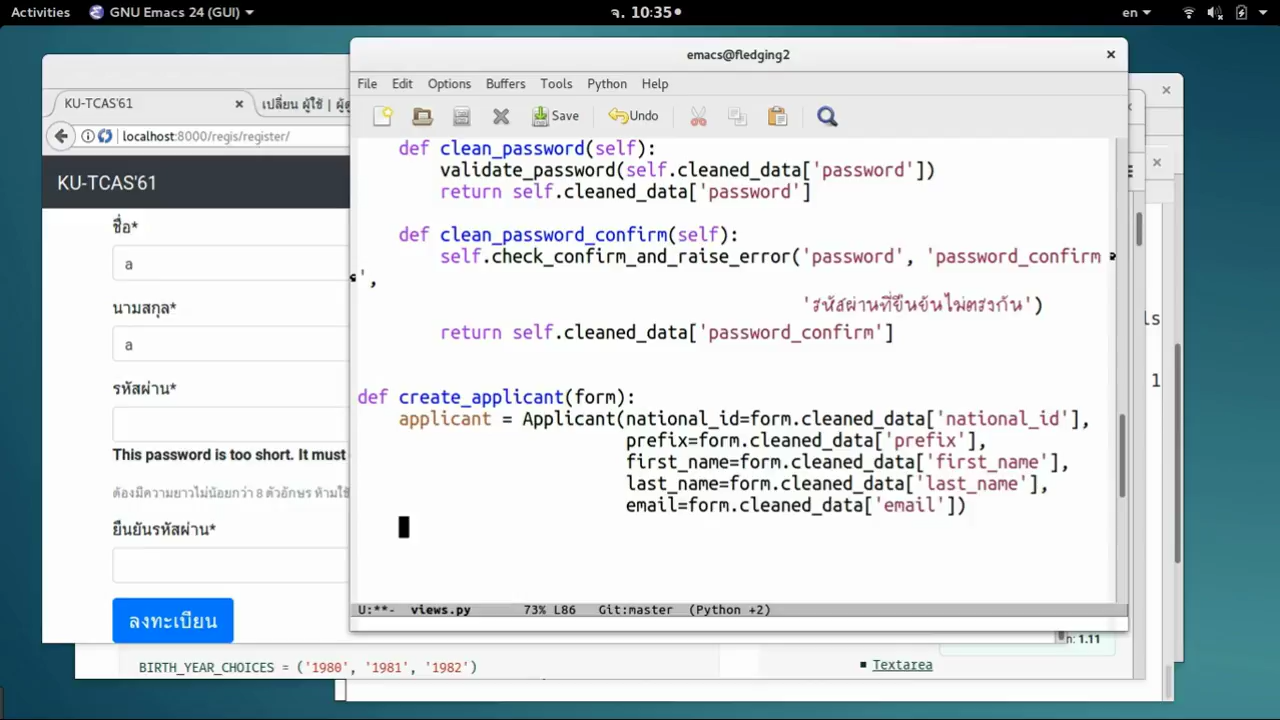 Activities
GNU Emacs 24 (GUI)
จ. 10:35
en
emacs@fledging2
KU-TCAS'61
เปลี่ยน ผู้ใช้ | ผู้ดู
localhost:8000/regis/register/
KU-TCAS'61
ชื่อ*
a
นามสกุล*
a
รหัสผ่าน*
This password is too short. It must
ต้องมีความยาวไม่น้อยกว่า 8 ตัวอักษร ห้ามใช้
ยืนยันรหัสผ่าน*
ลงทะเบียน
File Edit Options Buffers Tools Python Help
Save
Undo
def clean_password(self):
validate_password(self.cleaned_data['password'])
return self.cleaned_data['password']
def clean_password_confirm(self):
self.check_confirm_and_raise_error('password', 'password_confirm
',
'รหัสผ่านที่ยืนยันไม่ตรงกัน')
return self.cleaned_data['password_confirm']
def create_applicant(form):
applicant = Applicant(national_id=form.cleaned_data['national_id'],
prefix=form.cleaned_data['prefix'],
first_name=form.cleaned_data['first_name'],
last_name=form.cleaned_data['last_name'],
email=form.cleaned_data['email'])
U:**- views.py 73% L86 Git:master (Python +2)
ls
1
n: 1.11
BIRTH_YEAR_CHOICES = ('1980', '1981', '1982')
Textarea